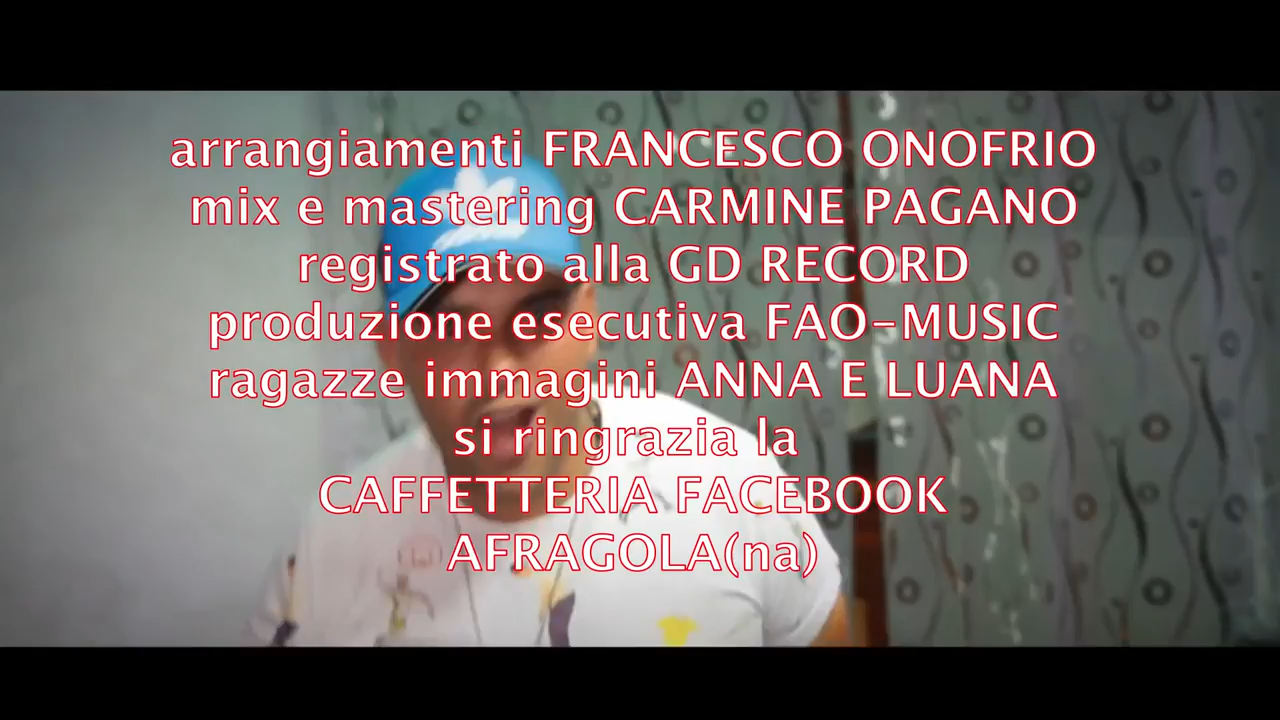 arrangiamenti FRANCESCO ONOFRIO
mix e mastering CARMINE PAGANO
registrato alla GD RECORD
produzione esecutiva FAO-MUSIC
ragazze immagini ANNA E LUANA
si ringrazia la
CAFFETTERIA FACEBOOK
AFRAGOLA(na)